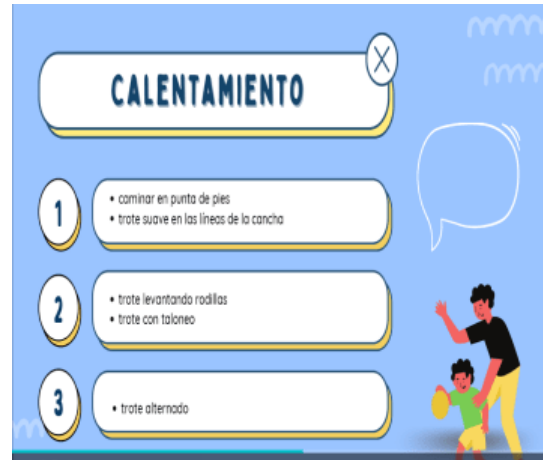 CALENTAMIENTO
1
• caminar en punta de pies
• trote suave en las líneas de la cancha
2
• trote levantando rodillas
• trote con taloneo
3
• trote alternado